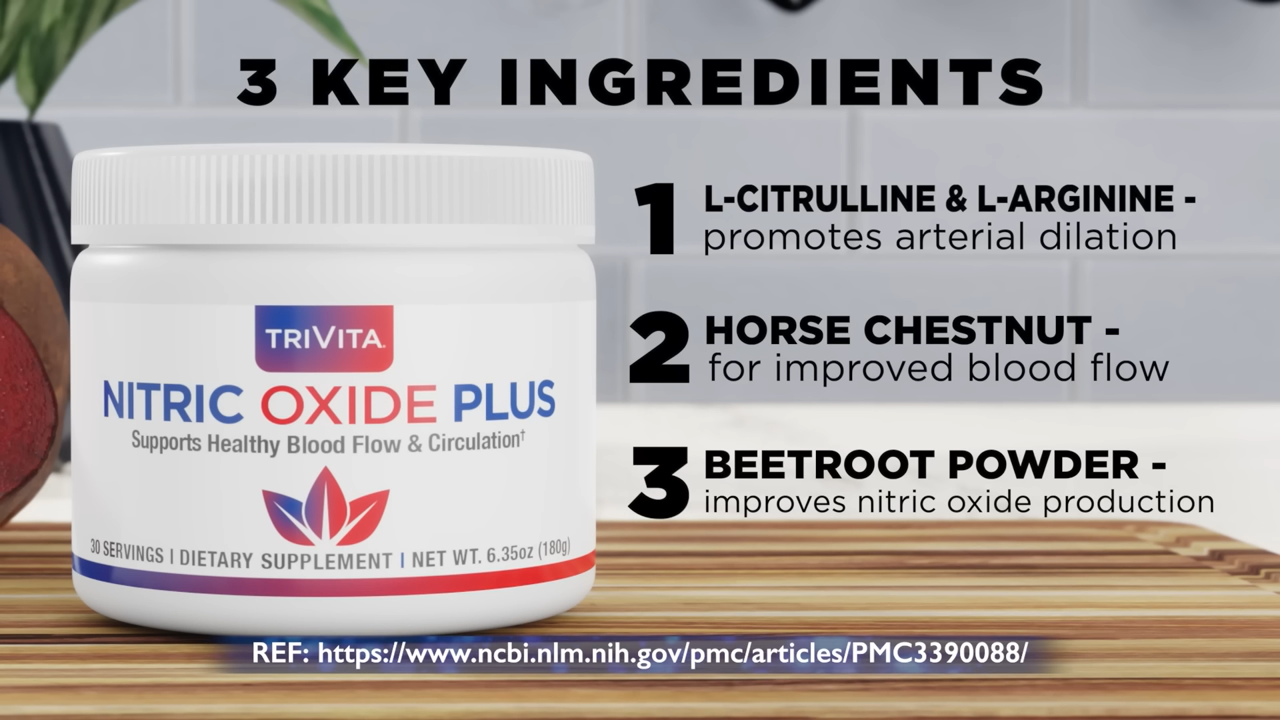 3 KEY INGREDIENTS
1 L-CITRULLINE & L-ARGININE -
promotes arterial dilation
2 HORSE CHESTNUT -
for improved blood flow
3 BEETROOT POWDER -
improves nitric oxide production
TRIVITA
NITRIC OXIDE PLUS
Supports Healthy Blood Flow & Circulation†
30 SERVINGS | DIETARY SUPPLEMENT | NET WT. 6.35oz (180g)
REF: https://www.ncbi.nlm.nih.gov/pmc/articles/PMC3390088/